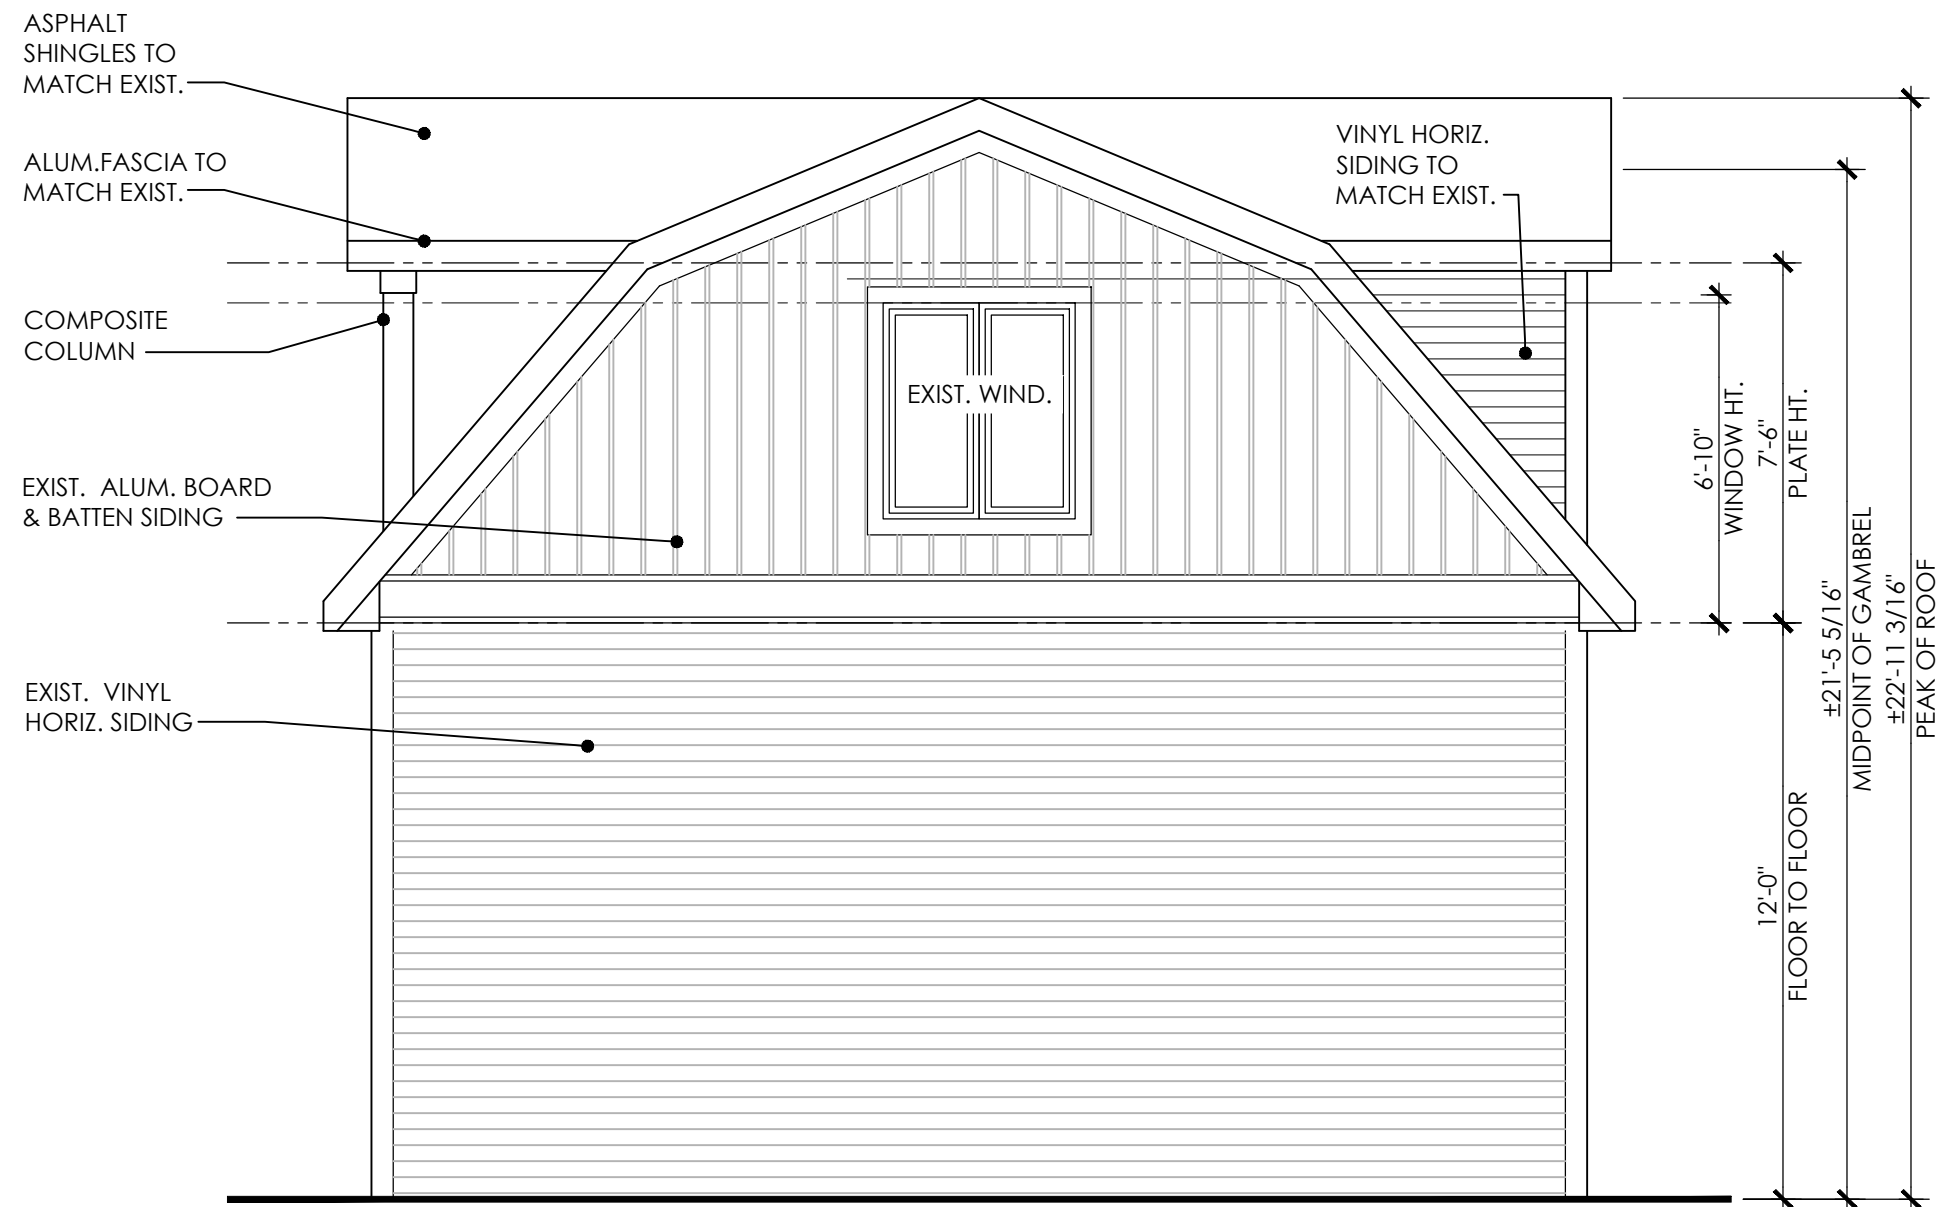 ASPHALT
SHINGLES TO
MATCH EXIST.
ALUM.FASCIA TO
MATCH EXIST.
COMPOSITE
COLUMN
EXIST. ALUM. BOARD
& BATTEN SIDING
EXIST. VINYL
HORIZ. SIDING
EXIST. WIND.
VINYL HORIZ.
SIDING TO
MATCH EXIST.
6'-10"
WINDOW HT.
7'-6"
PLATE HT.
12'-0"
FLOOR TO FLOOR
±21'-5 5/16"
MIDPOINT OF GAMBREL
±22'-11 3/16"
PEAK OF ROOF